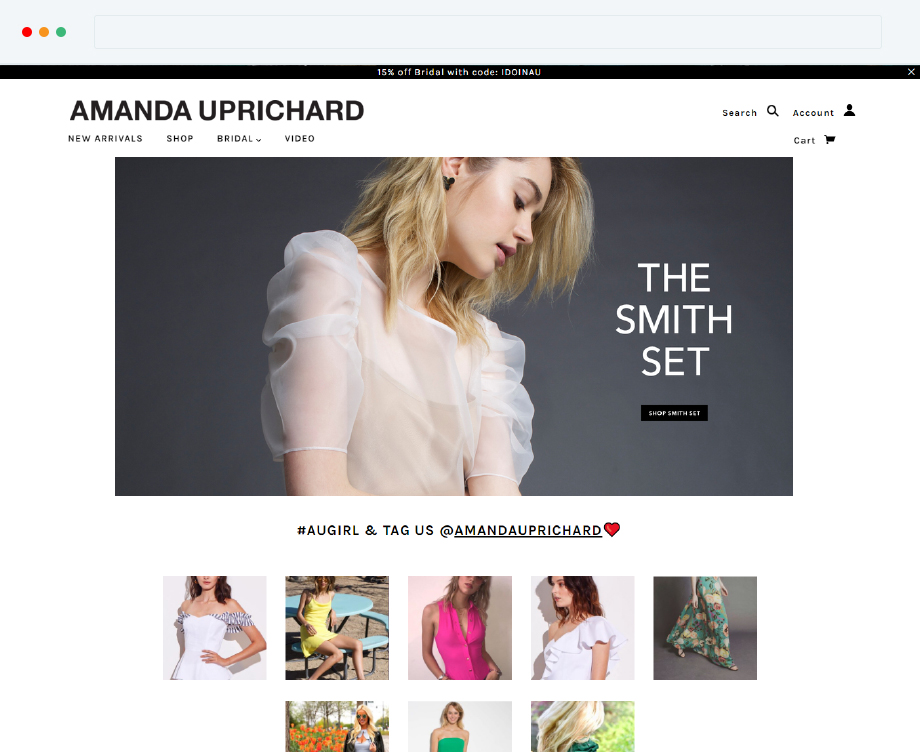 15% off Bridal with code: IDOINAU
AMANDA UPRICHARD
Search
Account
NEW ARRIVALS SHOP BRIDAL VIDEO
Cart
THE
SMITH
SET
SHOP SMITH SET
#AUGIRL & TAG US @AMANDAUPRICHARD